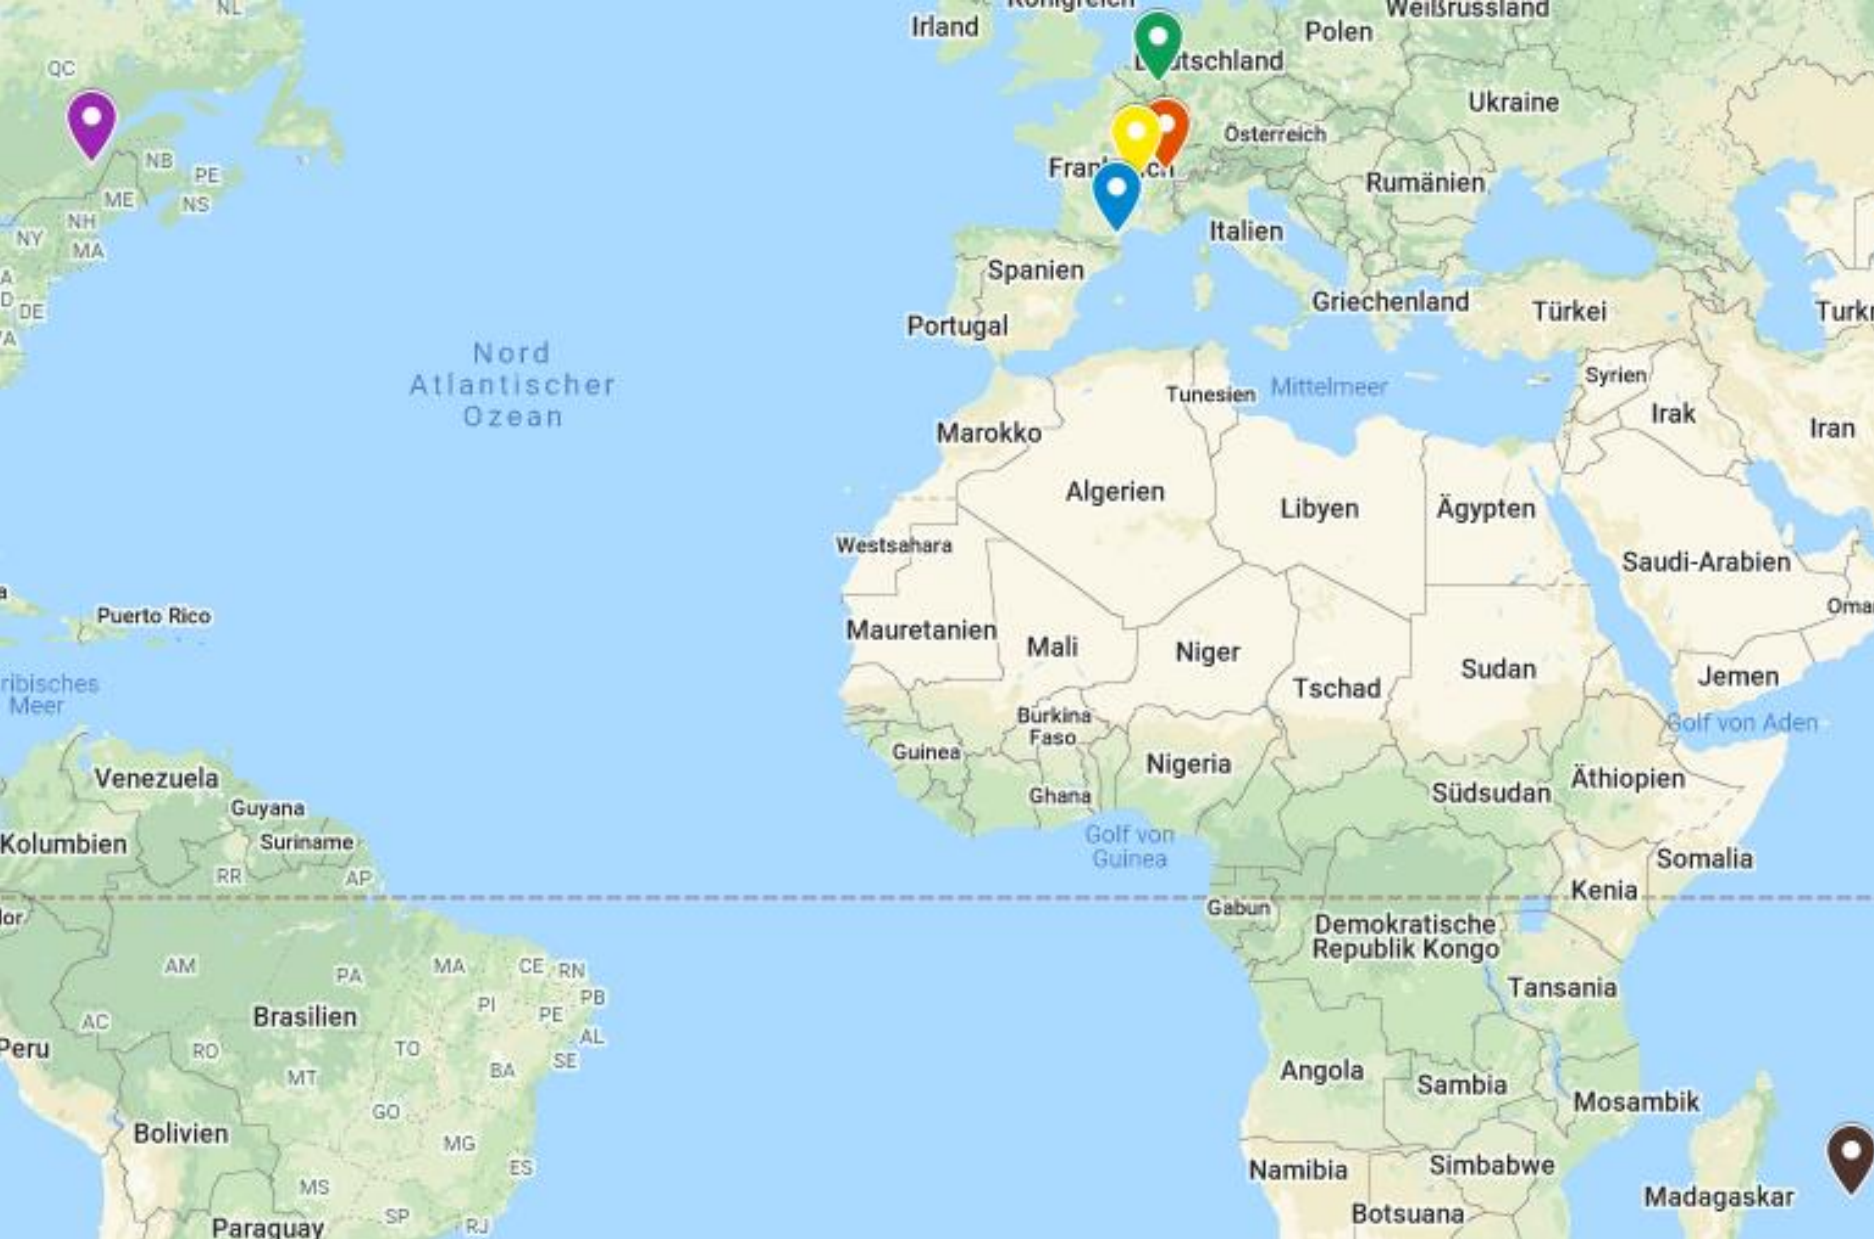 NL
Königreich
Weißrussland
Irland
Polen
QC
Deutschland
Ukraine
Österreich
NB
Frankreich
PE
ME
NS
Rumänien
NH
NY
MA
Italien
Spanien
DE
Griechenland
Türkei
Portugal
Nord
Atlantischer
Ozean
Syrien
Tunesien
Mittelmeer
Irak
Iran
Marokko
Algerien
Libyen
Ägypten
Westsahara
Saudi-Arabien
Puerto Rico
Mauretanien
Mali
Niger
Sudan
Tschad
Jemen
ribisches
Meer
Burkina
Faso
Golf von Aden
Guinea
Nigeria
Venezuela
Äthiopien
Ghana
Südsudan
Guyana
Kolumbien
Suriname
Golf von
Guinea
Somalia
RR
AP
Kenia
Gabun
Demokratische
Republik Kongo
AM
PA
MA
CE
RN
Tansania
PB
PI
PE
Brasilien
AC
AL
Peru
RO
TO
SE
BA
MT
Angola
Sambia
Mosambik
GO
Bolivien
MG
ES
Namibia
Simbabwe
MS
Madagaskar
SP
RJ
Paraguay
Botsuana